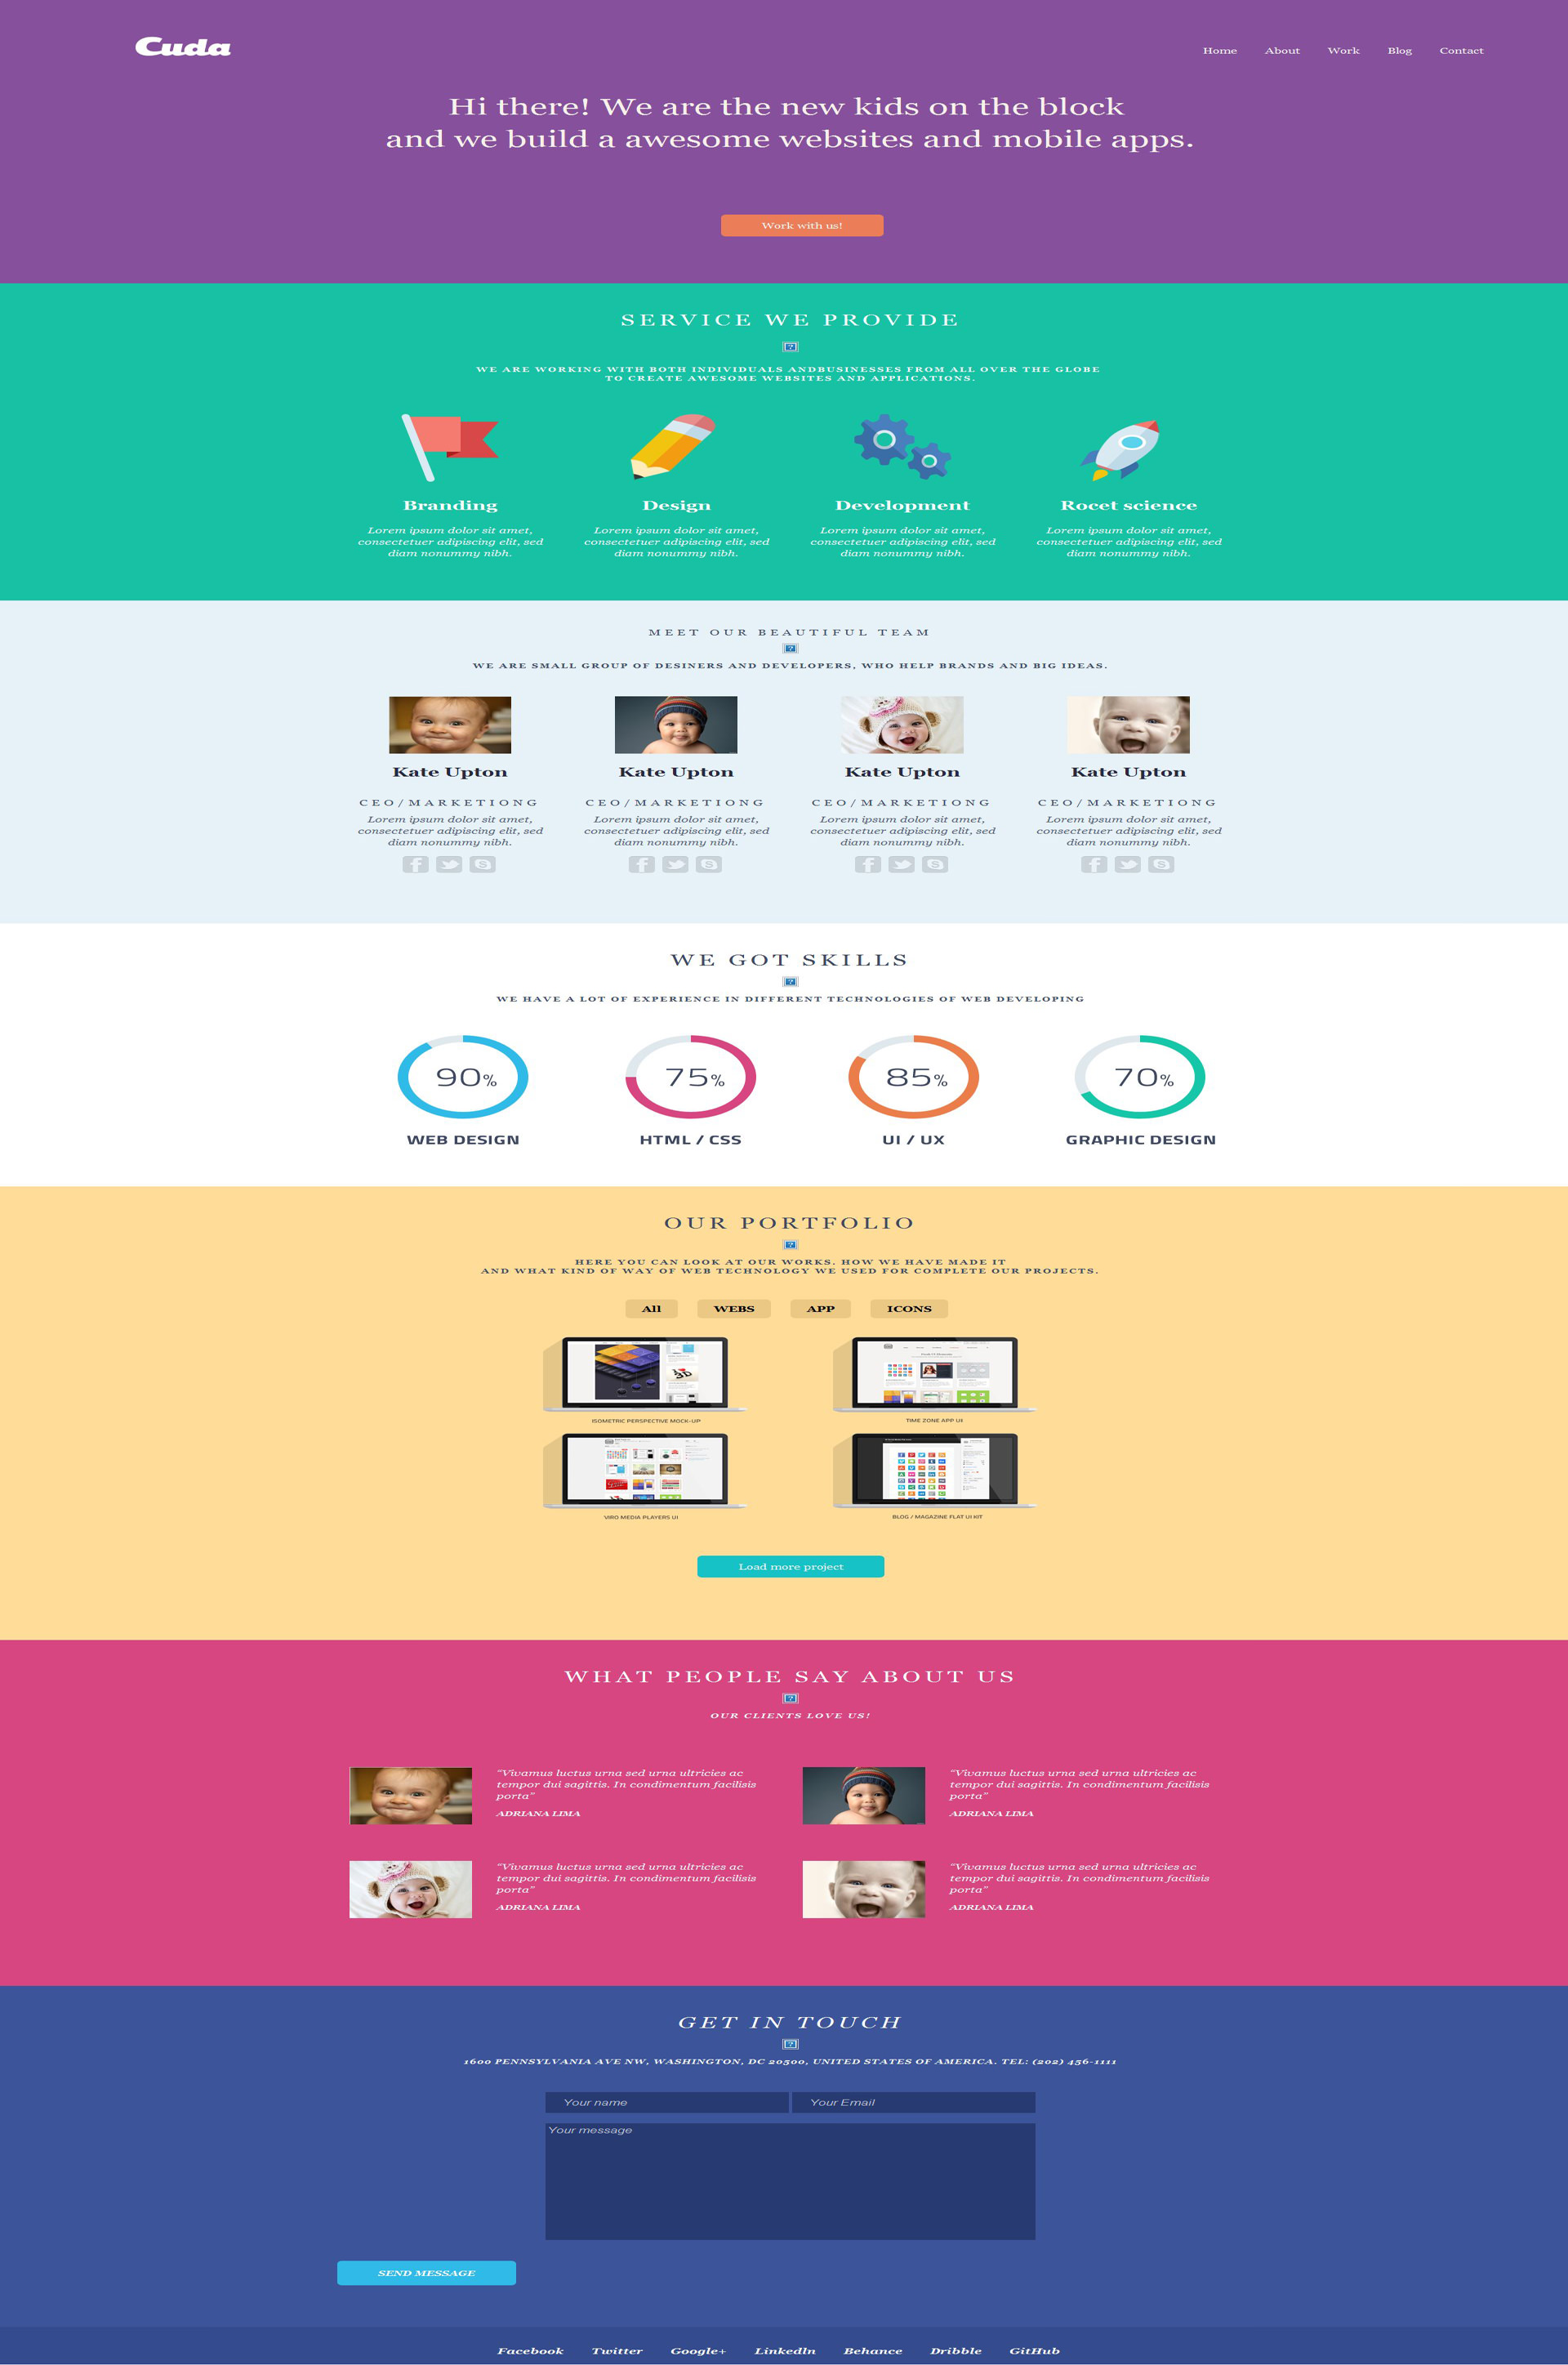 Cuda
Home About Work Blog Contact
Hi there! We are the new kids on the block
and we build a awesome websites and mobile apps.
Work with us!
SERVICE WE PROVIDE
WE ARE WORKING WITH BOTH INDIVIDUALS ANDBUSINESSES FROM ALL OVER THE GLOBE
TO CREATE AWESOME WEBSITES AND APPLICATIONS.
Branding
Lorem ipsum dolor sit amet,
consectetuer adipiscing elit, sed
diam nonummy nibh.
Design
Lorem ipsum dolor sit amet,
consectetuer adipiscing elit, sed
diam nonummy nibh.
Development
Lorem ipsum dolor sit amet,
consectetuer adipiscing elit, sed
diam nonummy nibh.
Rocet science
Lorem ipsum dolor sit amet,
consectetuer adipiscing elit, sed
diam nonummy nibh.
MEET OUR BEAUTIFUL TEAM
WE ARE SMALL GROUP OF DESINERS AND DEVELOPERS, WHO HELP BRANDS AND BIG IDEAS.
Kate Upton
CEO/MARKETIONG
Lorem ipsum dolor sit amet,
consectetuer adipiscing elit, sed
diam nonummy nibh.
Kate Upton
CEO/MARKETIONG
Lorem ipsum dolor sit amet,
consectetuer adipiscing elit, sed
diam nonummy nibh.
Kate Upton
CEO/MARKETIONG
Lorem ipsum dolor sit amet,
consectetuer adipiscing elit, sed
diam nonummy nibh.
Kate Upton
CEO/MARKETIONG
Lorem ipsum dolor sit amet,
consectetuer adipiscing elit, sed
diam nonummy nibh.
WE GOT SKILLS
WE HAVE A LOT OF EXPERIENCE IN DIFFERENT TECHNOLOGIES OF WEB DEVELOPING
90%
WEB DESIGN
75%
HTML / CSS
85%
UI / UX
70%
GRAPHIC DESIGN
OUR PORTFOLIO
HERE YOU CAN LOOK AT OUR WORKS. HOW WE HAVE MADE IT
AND WHAT KIND OF WAY OF WEB TECHNOLOGY WE USED FOR COMPLETE OUR PROJECTS.
All WEBS APP ICONS
ISOMETRIC PERSPECTIVE MOCK-UP
TIME ZONE APP UI
VIRO MEDIA PLAYERS UI
BLOG / MAGAZINE FLAT UI KIT
Load more project
WHAT PEOPLE SAY ABOUT US
OUR CLIENTS LOVE US!
"Vivamus luctus urna sed urna ultricies ac
tempor dui sagittis. In condimentum facilisis
porta"
ADRIANA LIMA
"Vivamus luctus urna sed urna ultricies ac
tempor dui sagittis. In condimentum facilisis
porta"
ADRIANA LIMA
"Vivamus luctus urna sed urna ultricies ac
tempor dui sagittis. In condimentum facilisis
porta"
ADRIANA LIMA
"Vivamus luctus urna sed urna ultricies ac
tempor dui sagittis. In condimentum facilisis
porta"
ADRIANA LIMA
GET IN TOUCH
1600 PENNSYLVANIA AVE NW, WASHINGTON, DC 20500, UNITED STATES OF AMERICA. TEL: (202) 456-1111
Your name
Your Email
Your message
SEND MESSAGE
Facebook Twitter Google+ LinkedIn Behance Dribble GitHub